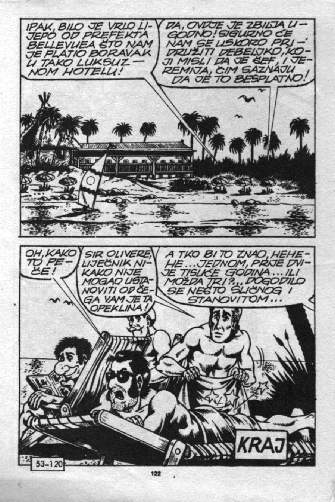 IPAK, BILO JE VRLO LI-
JEPO OD PREFEKTA
BELLEVUEA ŠTO NAM
JE PLATIO BORAVAK
U TAKO LUKSUZ-
NOM HOTELU!
DA, OVDJE JE ZBILJA U-
GODNO! SIGURNO ĆE
NAM SE USKORO PRI-
DRUŽITI DEBELJKO, KO-
JI MISLI DA JE ŠEF, I JE-
REMIJA, ČIM SAZNAJU
DA JE TO BESPLATNO!
OH, KAKO
TO PE-
ČE!
SIR OLIVERE,
LIJEČNIK NI-
KAKO NIJE
MOGAO USTA-
NOVITI OD ČE-
GA VAM JE TA
OPEKLINA!
A TKO BI TO ZNAO, HEHE-
HE... JEDNOM, PRIJE DVI-
JE TISUĆE GODINA... ILI
MOŽDA TRI?... DOGODILO
SE NEŠTO SLIČNOG I
STANOVITOM...
KRAJ
53-120
122